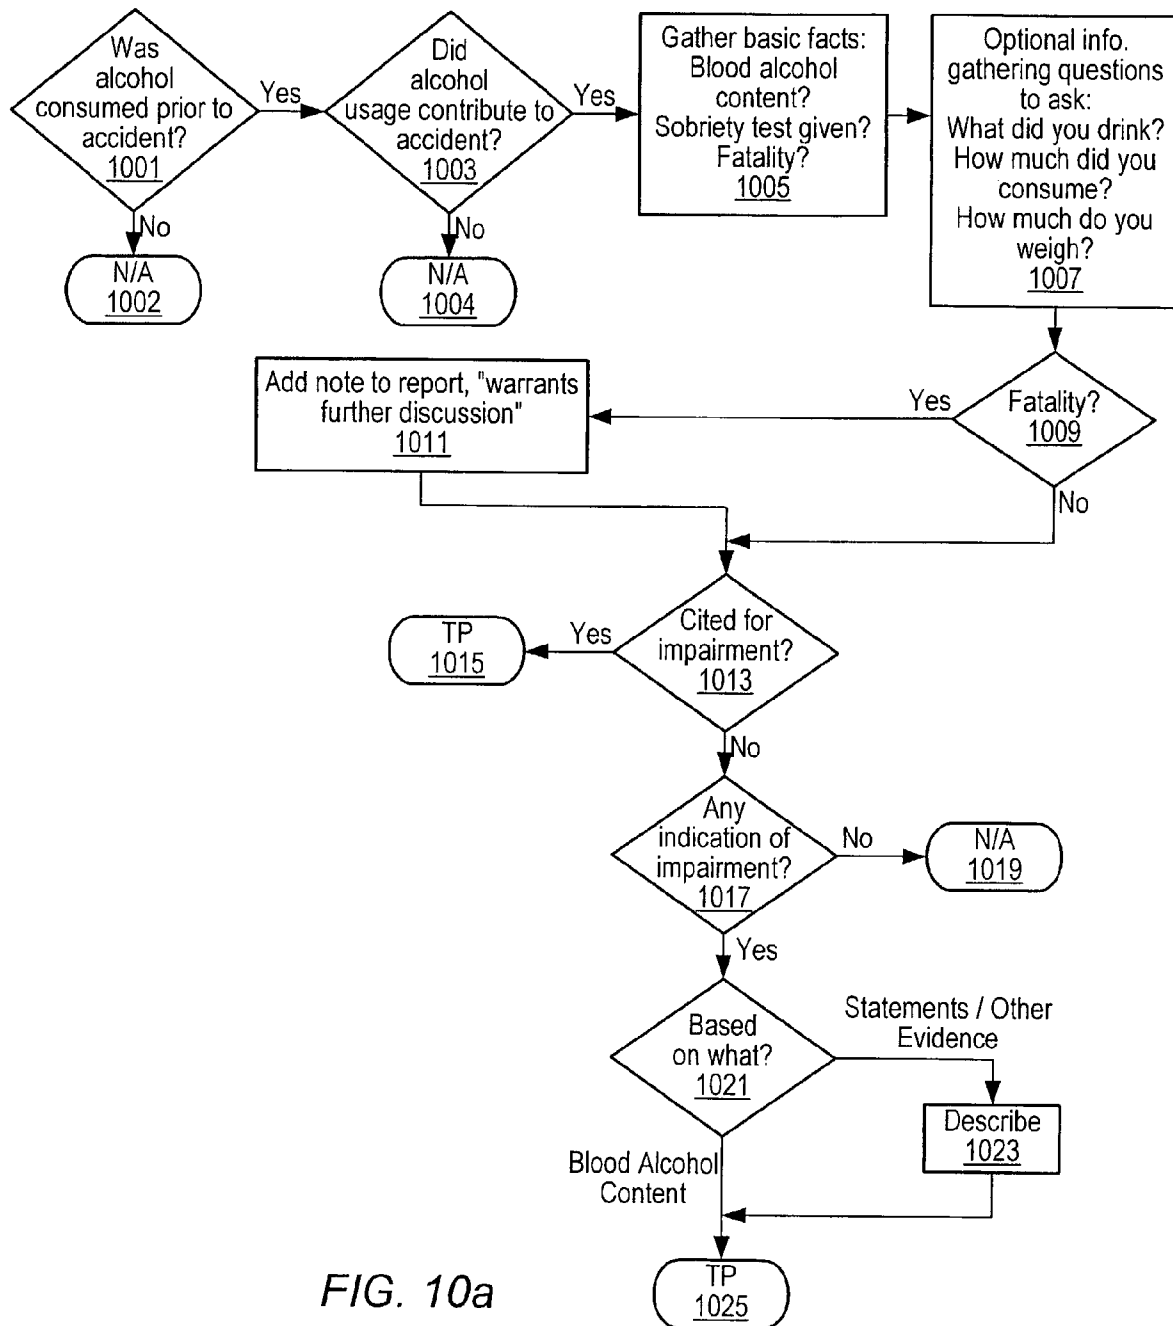 Was
alcohol
consumed prior to
accident?
1001
Yes
No
N/A
1002
Did
alcohol
usage contribute to
accident?
1003
Yes
No
N/A
1004
Gather basic facts:
Blood alcohol
content?
Sobriety test given?
Fatality?
1005
Optional info.
gathering questions
to ask:
What did you drink?
How much did you
consume?
How much do you
weigh?
1007
Fatality?
1009
Yes
No
Add note to report, "warrants
further discussion"
1011
Cited for
impairment?
1013
Yes
TP
1015
No
Any
indication of
impairment?
1017
No
N/A
1019
Yes
Based
on what?
1021
Statements / Other
Evidence
Describe
1023
Blood Alcohol
Content
TP
1025
FIG. 10a